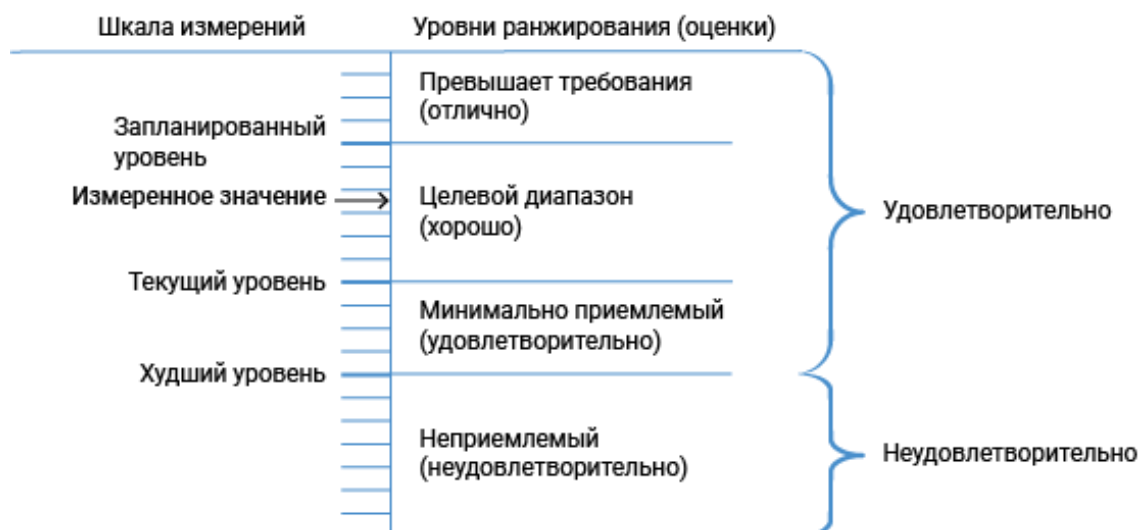 Шкала измерений
Уровни ранжирования (оценки)
Превышает требования
(отлично)
Запланированный
уровень
Измеренное значение
Целевой диапазон
(хорошо)
Удовлетворительно
Текущий уровень
Минимально приемлемый
(удовлетворительно)
Худший уровень
Неприемлемый
(неудовлетворительно)
Неудовлетворительно